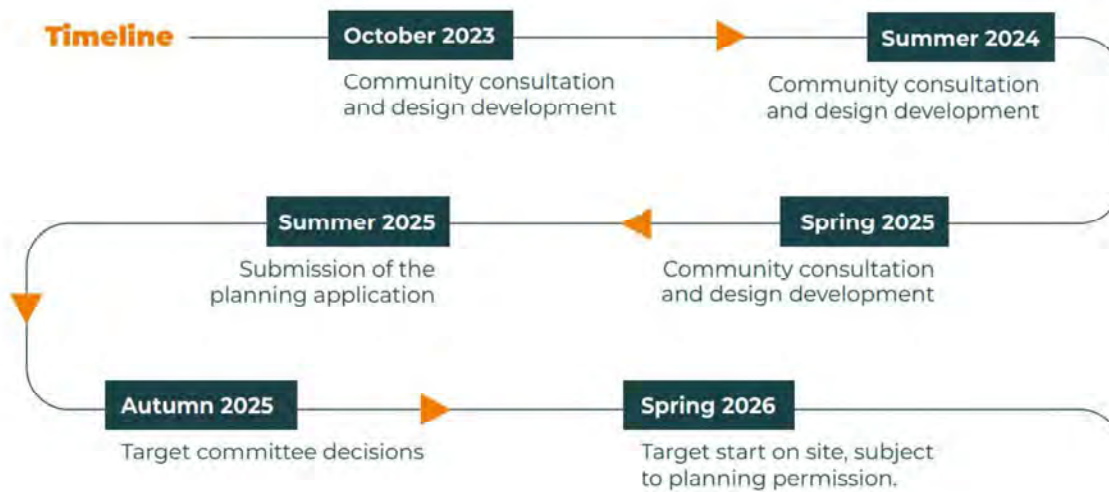 Timeline
October 2023
Community consultation
and design development
Summer 2024
Community consultation
and design development
Spring 2025
Community consultation
and design development
Summer 2025
Submission of the
planning application
Autumn 2025
Target committee decisions
Spring 2026
Target start on site, subject
to planning permission.